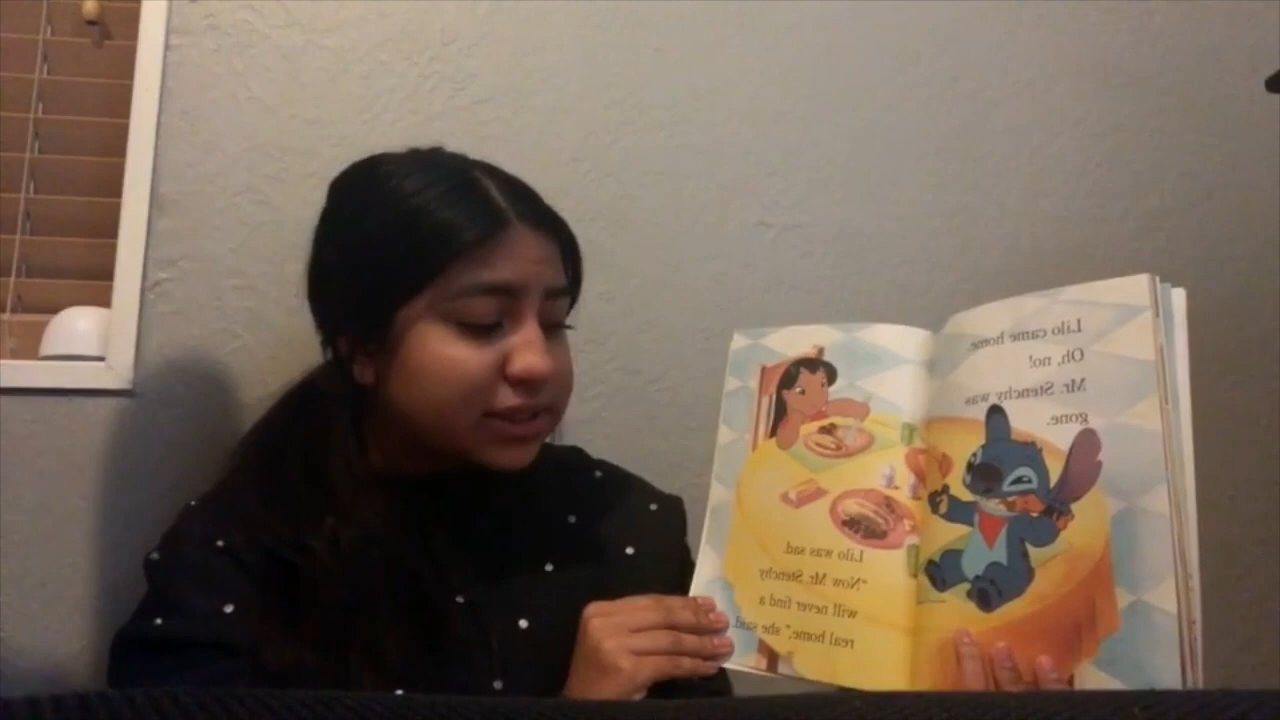 Lilo came home.
Oh, no!
Mr. Stenchy was
gone.
Lilo was sad.
"Now Mr. Stenchy
will never find a
real home," she said.